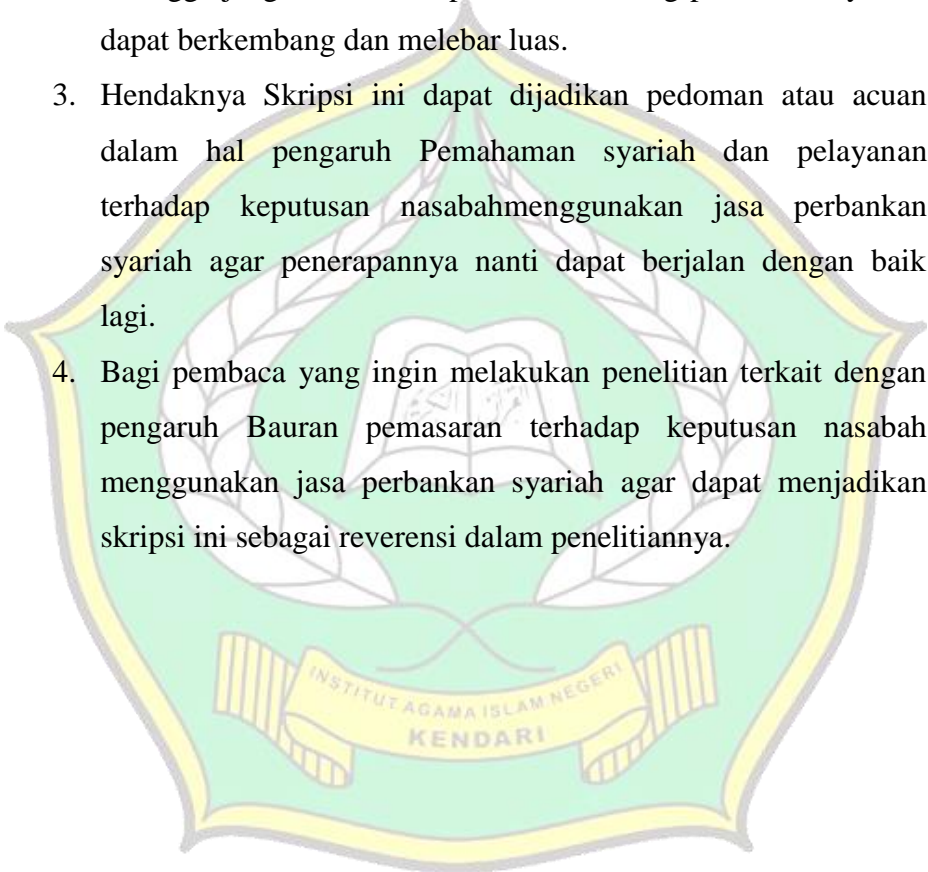 dapat berkembang dan melebar luas.
3. Hendaknya Skripsi ini dapat dijadikan pedoman atau acuan
dalam hal pengaruh Pemahaman syariah dan pelayanan
terhadap keputusan nasabahmenggunakan jasa perbankan
syariah agar penerapannya nanti dapat berjalan dengan baik
lagi.
4. Bagi pembaca yang ingin melakukan penelitian terkait dengan
pengaruh Bauran pemasaran terhadap keputusan nasabah
menggunakan jasa perbankan syariah agar dapat menjadikan
skripsi ini sebagai reverensi dalam penelitiannya.
INSTITUT AGAMA ISLAM NEGERI
KENDARI